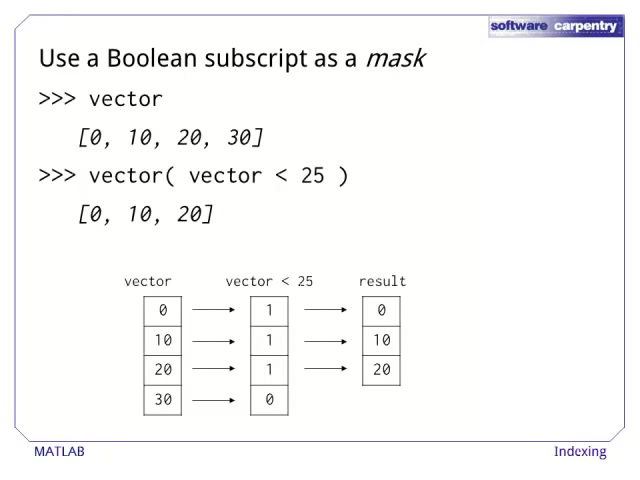 software carpentry
Use a Boolean subscript as a mask
>>> vector
[0, 10, 20, 30]
>>> vector( vector < 25 )
[0, 10, 20]
vector vector < 25 result
0 1 0
10 1 10
20 1 20
30 0
MATLAB Indexing